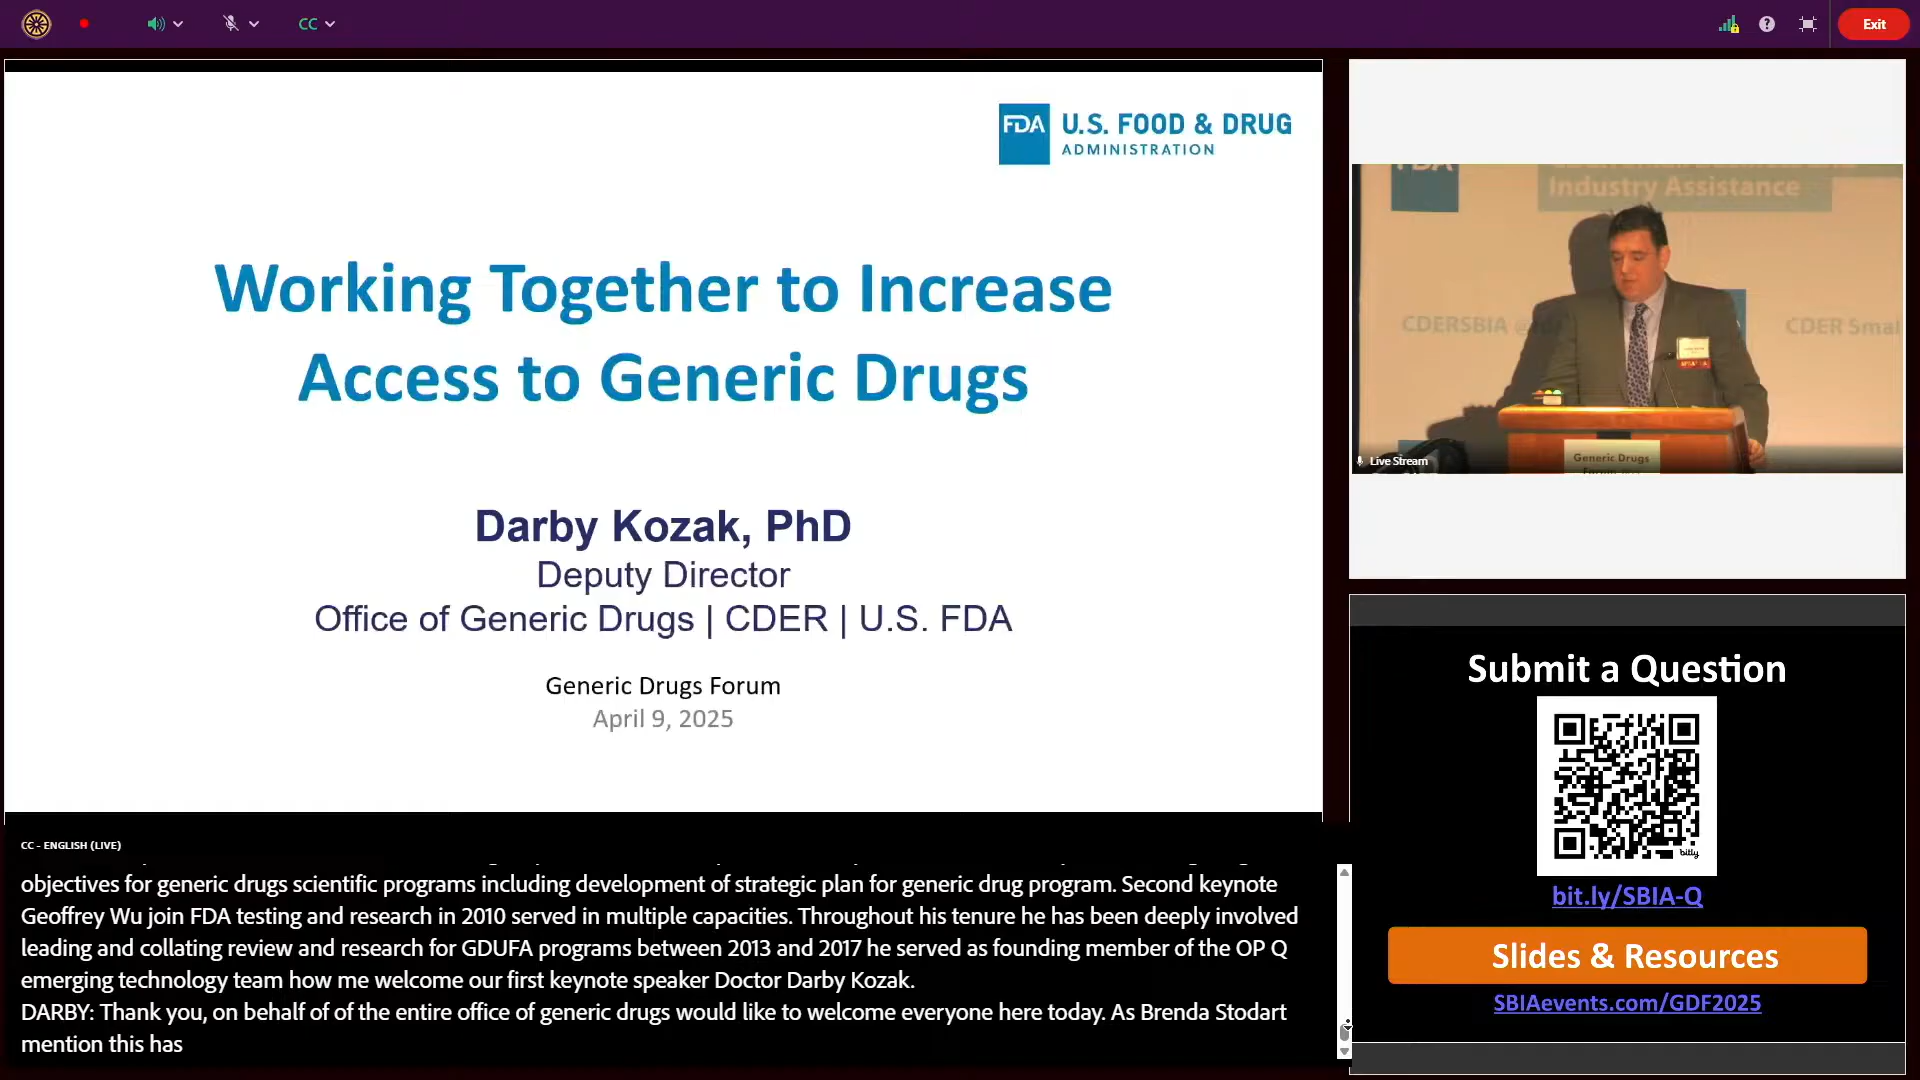 CC
Exit
FDA U.S. FOOD & DRUG
ADMINISTRATION
Working Together to Increase
Access to Generic Drugs
Darby Kozak, PhD
Deputy Director
Office of Generic Drugs | CDER | U.S. FDA
Generic Drugs Forum
April 9, 2025
Industry Assistance
CDERSBIA
CDER Smal
Generic Drugs
Live Stream
Submit a Question
bitly
bit.ly/SBIA-Q
Slides & Resources
SBIAevents.com/GDF2025
CC - ENGLISH (LIVE)
objectives for generic drugs scientific programs including development of strategic plan for generic drug program. Second keynote
Geoffrey Wu join FDA testing and research in 2010 served in multiple capacities. Throughout his tenure he has been deeply involved
leading and collating review and research for GDUFA programs between 2013 and 2017 he served as founding member of the OP Q
emerging technology team how me welcome our first keynote speaker Doctor Darby Kozak.
DARBY: Thank you, on behalf of of the entire office of generic drugs would like to welcome everyone here today. As Brenda Stodart
mention this has